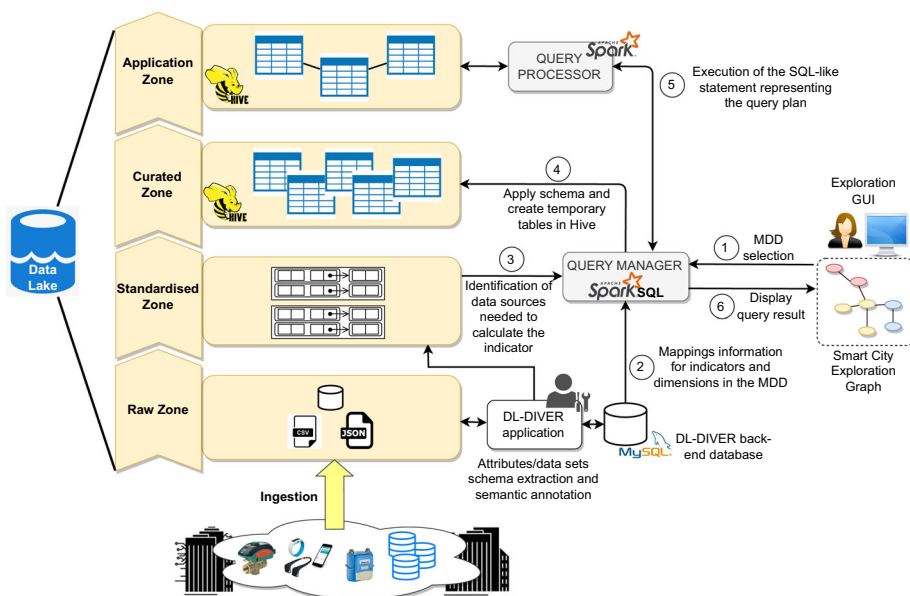 Application
Zone
HIVE
QUERY
PROCESSOR
APACHE
Spark
5
Execution of the SQL-like
statement representing
the query plan
Curated
Zone
HIVE
4
Apply schema and
create temporary
tables in Hive
Exploration
GUI
Data
Lake
Standardised
Zone
3
Identification of
data sources
needed to
calculate the
indicator
QUERY MANAGER
APACHE
Spark SQL
1
MDD
selection
6
Display
query result
Smart City
Exploration
Graph
2
Mappings information
for indicators and
dimensions in the MDD
Raw Zone
CSV
JSON
DL-DIVER
application
MySQL
DL-DIVER back-
end database
Attributes/data sets
schema extraction and
semantic annotation
Ingestion